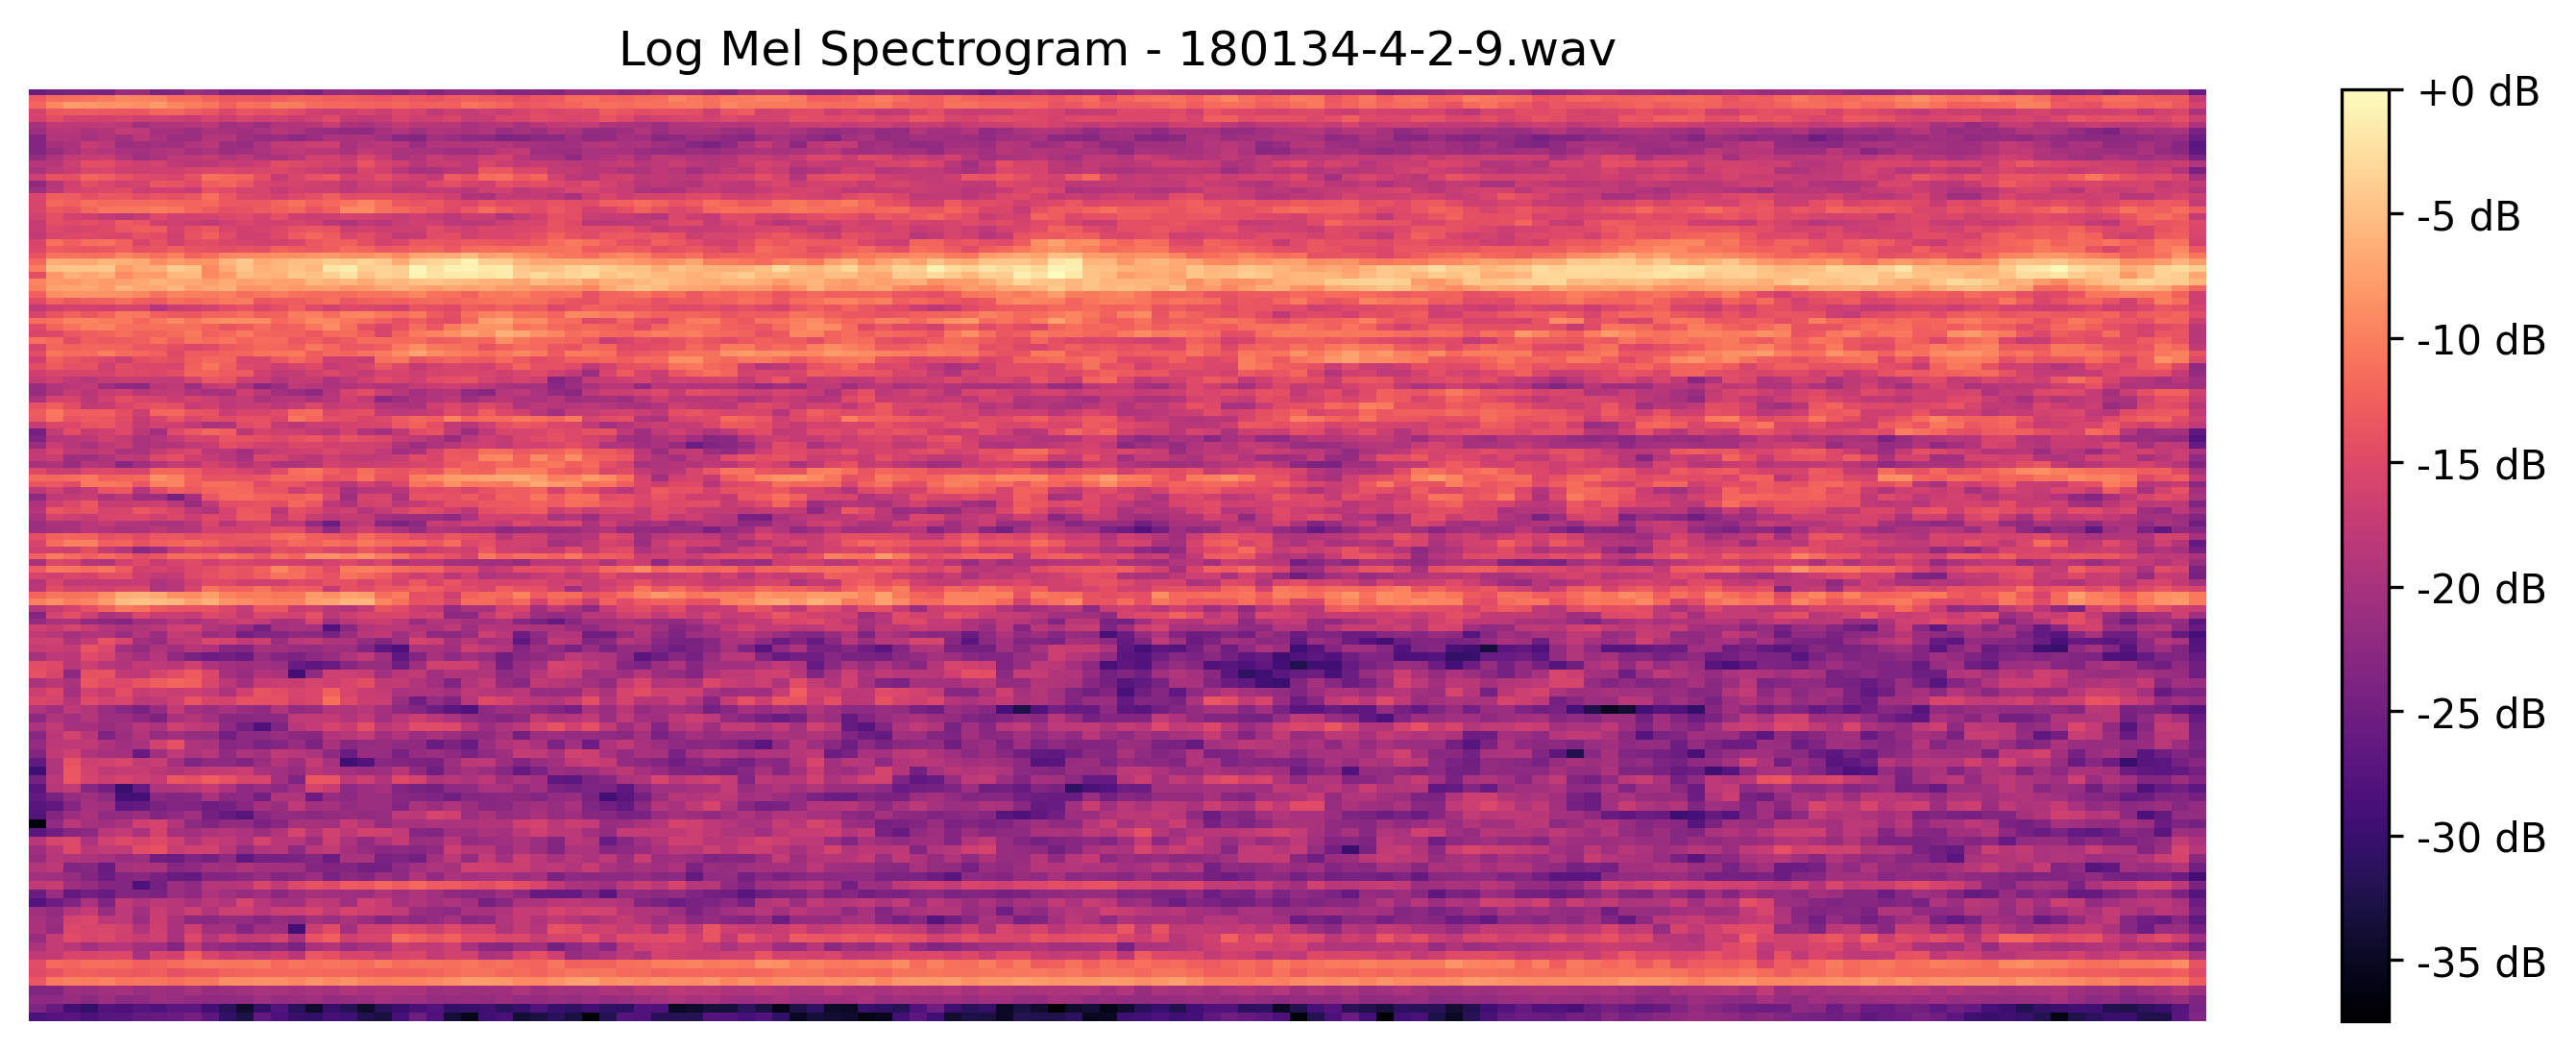 Log Mel Spectrogram - 180134-4-2-9.wav
+0 dB
-5 dB
-10 dB
-15 dB
-20 dB
-25 dB
-30 dB
-35 dB